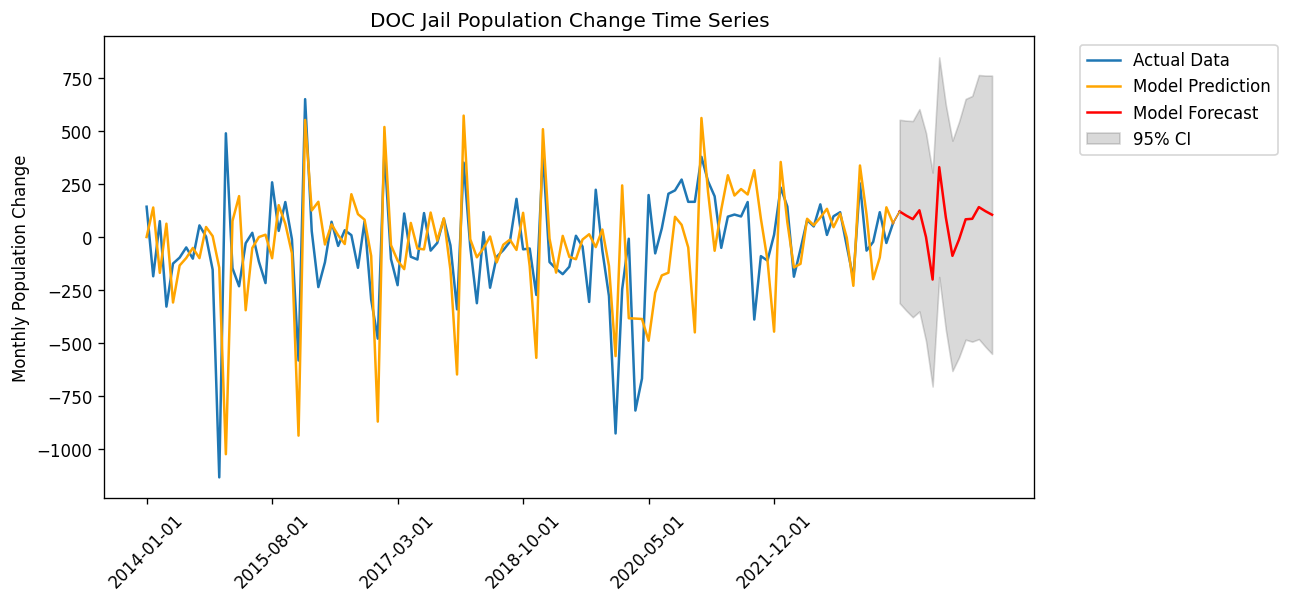 DOC Jail Population Change Time Series
Monthly Population Change
750
500
250
0
−250
−500
−750
−1000
2014-01-01
2015-08-01
2017-03-01
2018-10-01
2020-05-01
2021-12-01
Actual Data
Model Prediction
Model Forecast
95% CI